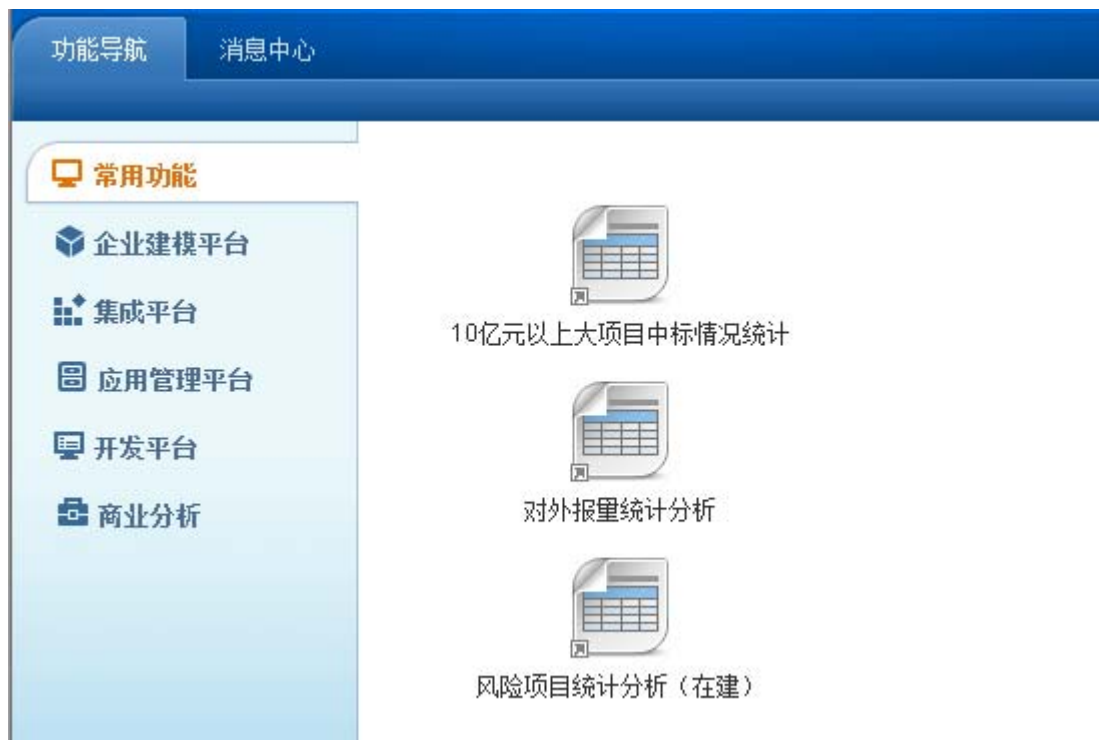 功能导航
消息中心
常用功能
企业建模平台
集成平台
应用管理平台
开发平台
商业分析
10亿元以上大项目中标情况统计
对外报量统计分析
风险项目统计分析（在建）